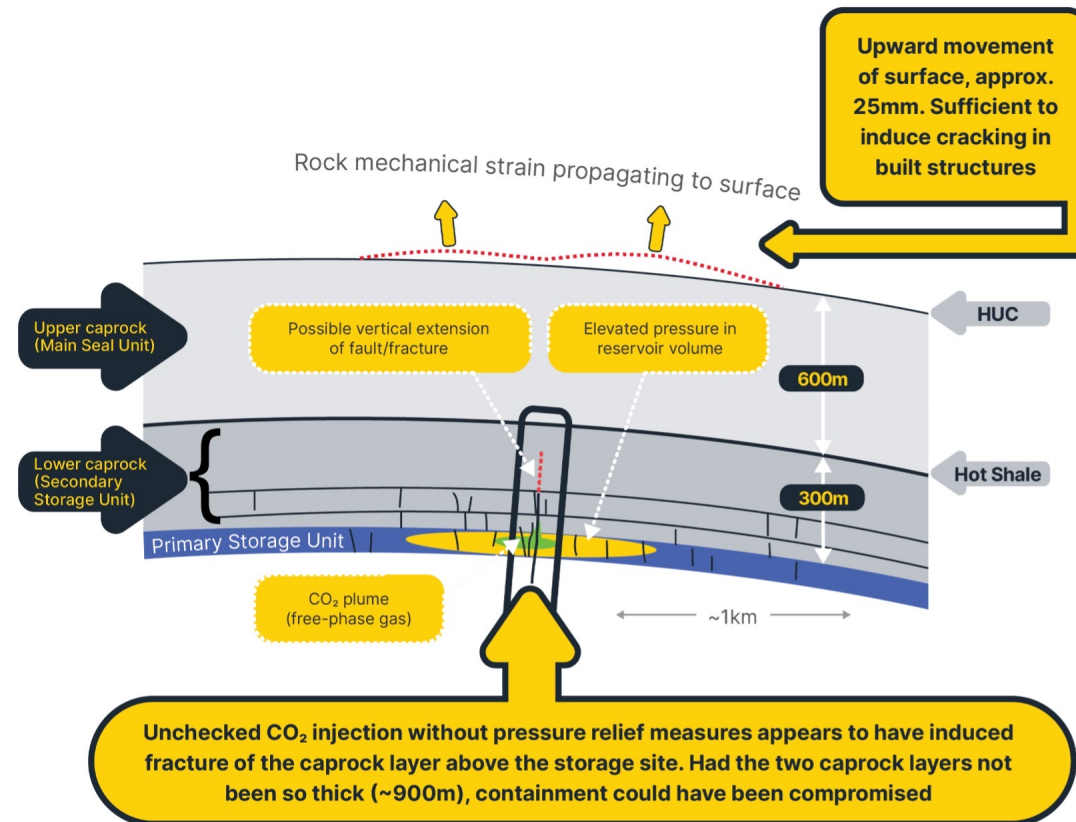 Upward movement
of surface, approx.
25mm. Sufficient to
induce cracking in
built structures
Rock mechanical strain propagating to surface
Upper caprock
(Main Seal Unit)
Possible vertical extension
of fault/fracture
Elevated pressure in
reservoir volume
HUC
600m
Lower caprock
(Secondary
Storage Unit)
Hot Shale
300m
Primary Storage Unit
CO₂ plume
(free-phase gas)
~1km
Unchecked CO₂ injection without pressure relief measures appears to have induced
fracture of the caprock layer above the storage site. Had the two caprock layers not
been so thick (~900m), containment could have been compromised